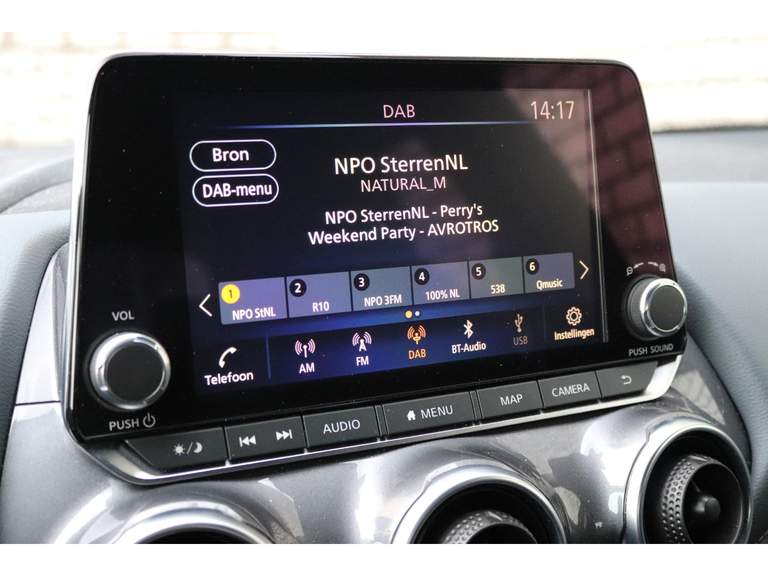 DAB
14:17
Bron
DAB-menu
NPO SterrenNL
NATURAL_M
NPO SterrenNL - Perry's
Weekend Party - AVROTROS
1
NPO StNL
2
R10
3
NPO 3FM
4
100% NL
5
538
6
Qmusic
Telefoon
AM
FM
DAB
BT-Audio
USB
Instellingen
VOL
PUSH
PUSH SOUND
AUDIO
MENU
MAP
CAMERA